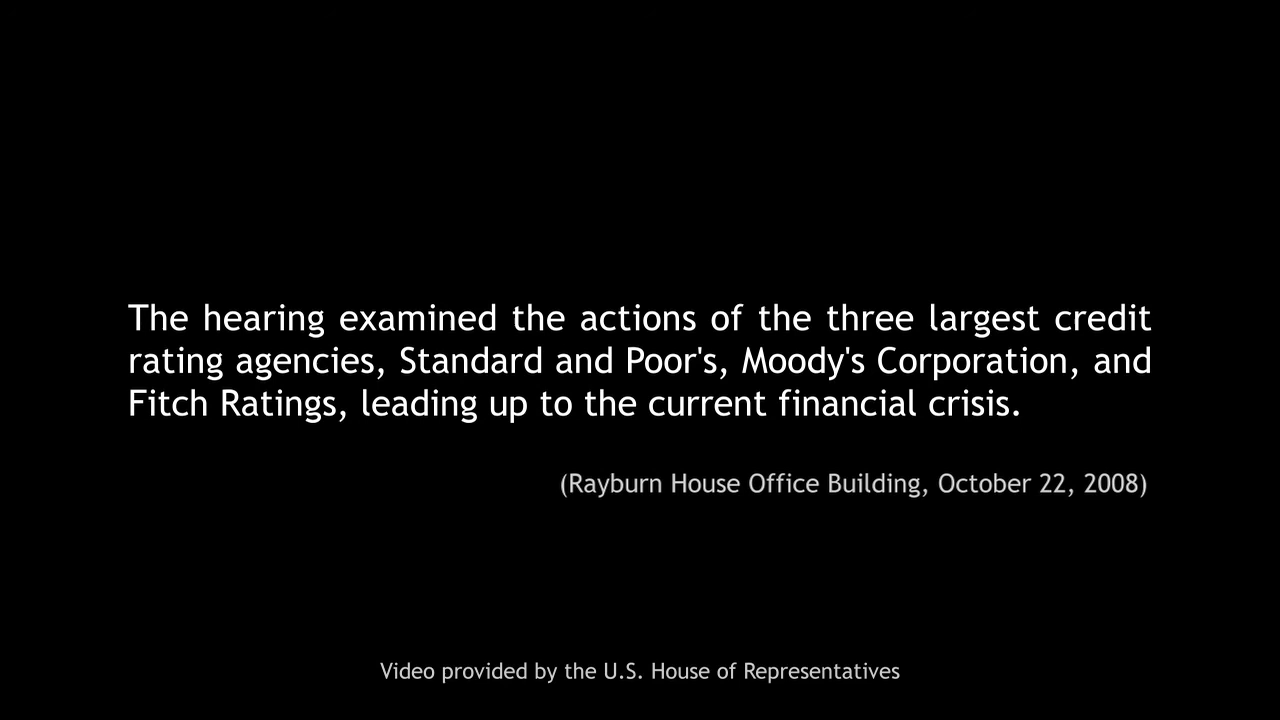 The hearing examined the actions of the three largest credit
rating agencies, Standard and Poor's, Moody's Corporation, and
Fitch Ratings, leading up to the current financial crisis.
(Rayburn House Office Building, October 22, 2008)
Video provided by the U.S. House of Representatives